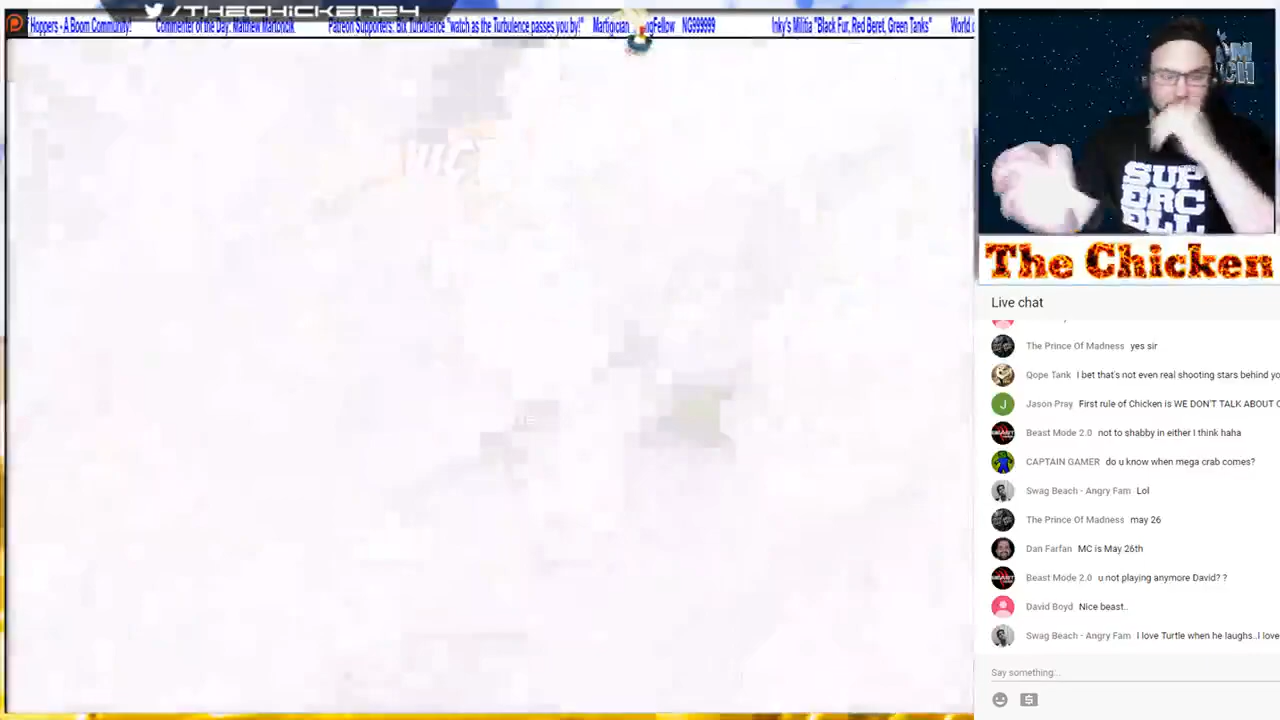 /THECHICKEN24
Hoppers - A Boom Community! Commenter of the Day: Matthew Martoncik Patreon Supporters: Bix Turbulence "watch as the Turbulence passes you by!" Martigician NG999999 Inky's Militia "Black Fur, Red Beret, Green Tanks" World
SUP
ERC
ELL
The Chicken
Live chat
The Prince Of Madness yes sir
Qope Tank I bet that's not even real shooting stars behind yo
Jason Pray First rule of Chicken is WE DON'T TALK ABOUT
Beast Mode 2.0 not to shabby in either I think haha
CAPTAIN GAMER do u know when mega crab comes?
Swag Beach - Angry Fam Lol
The Prince Of Madness may 26
Dan Farfan MC is May 26th
Beast Mode 2.0 u not playing anymore David? ?
David Boyd Nice beast..
Swag Beach - Angry Fam I love Turtle when he laughs..I love
Say something...